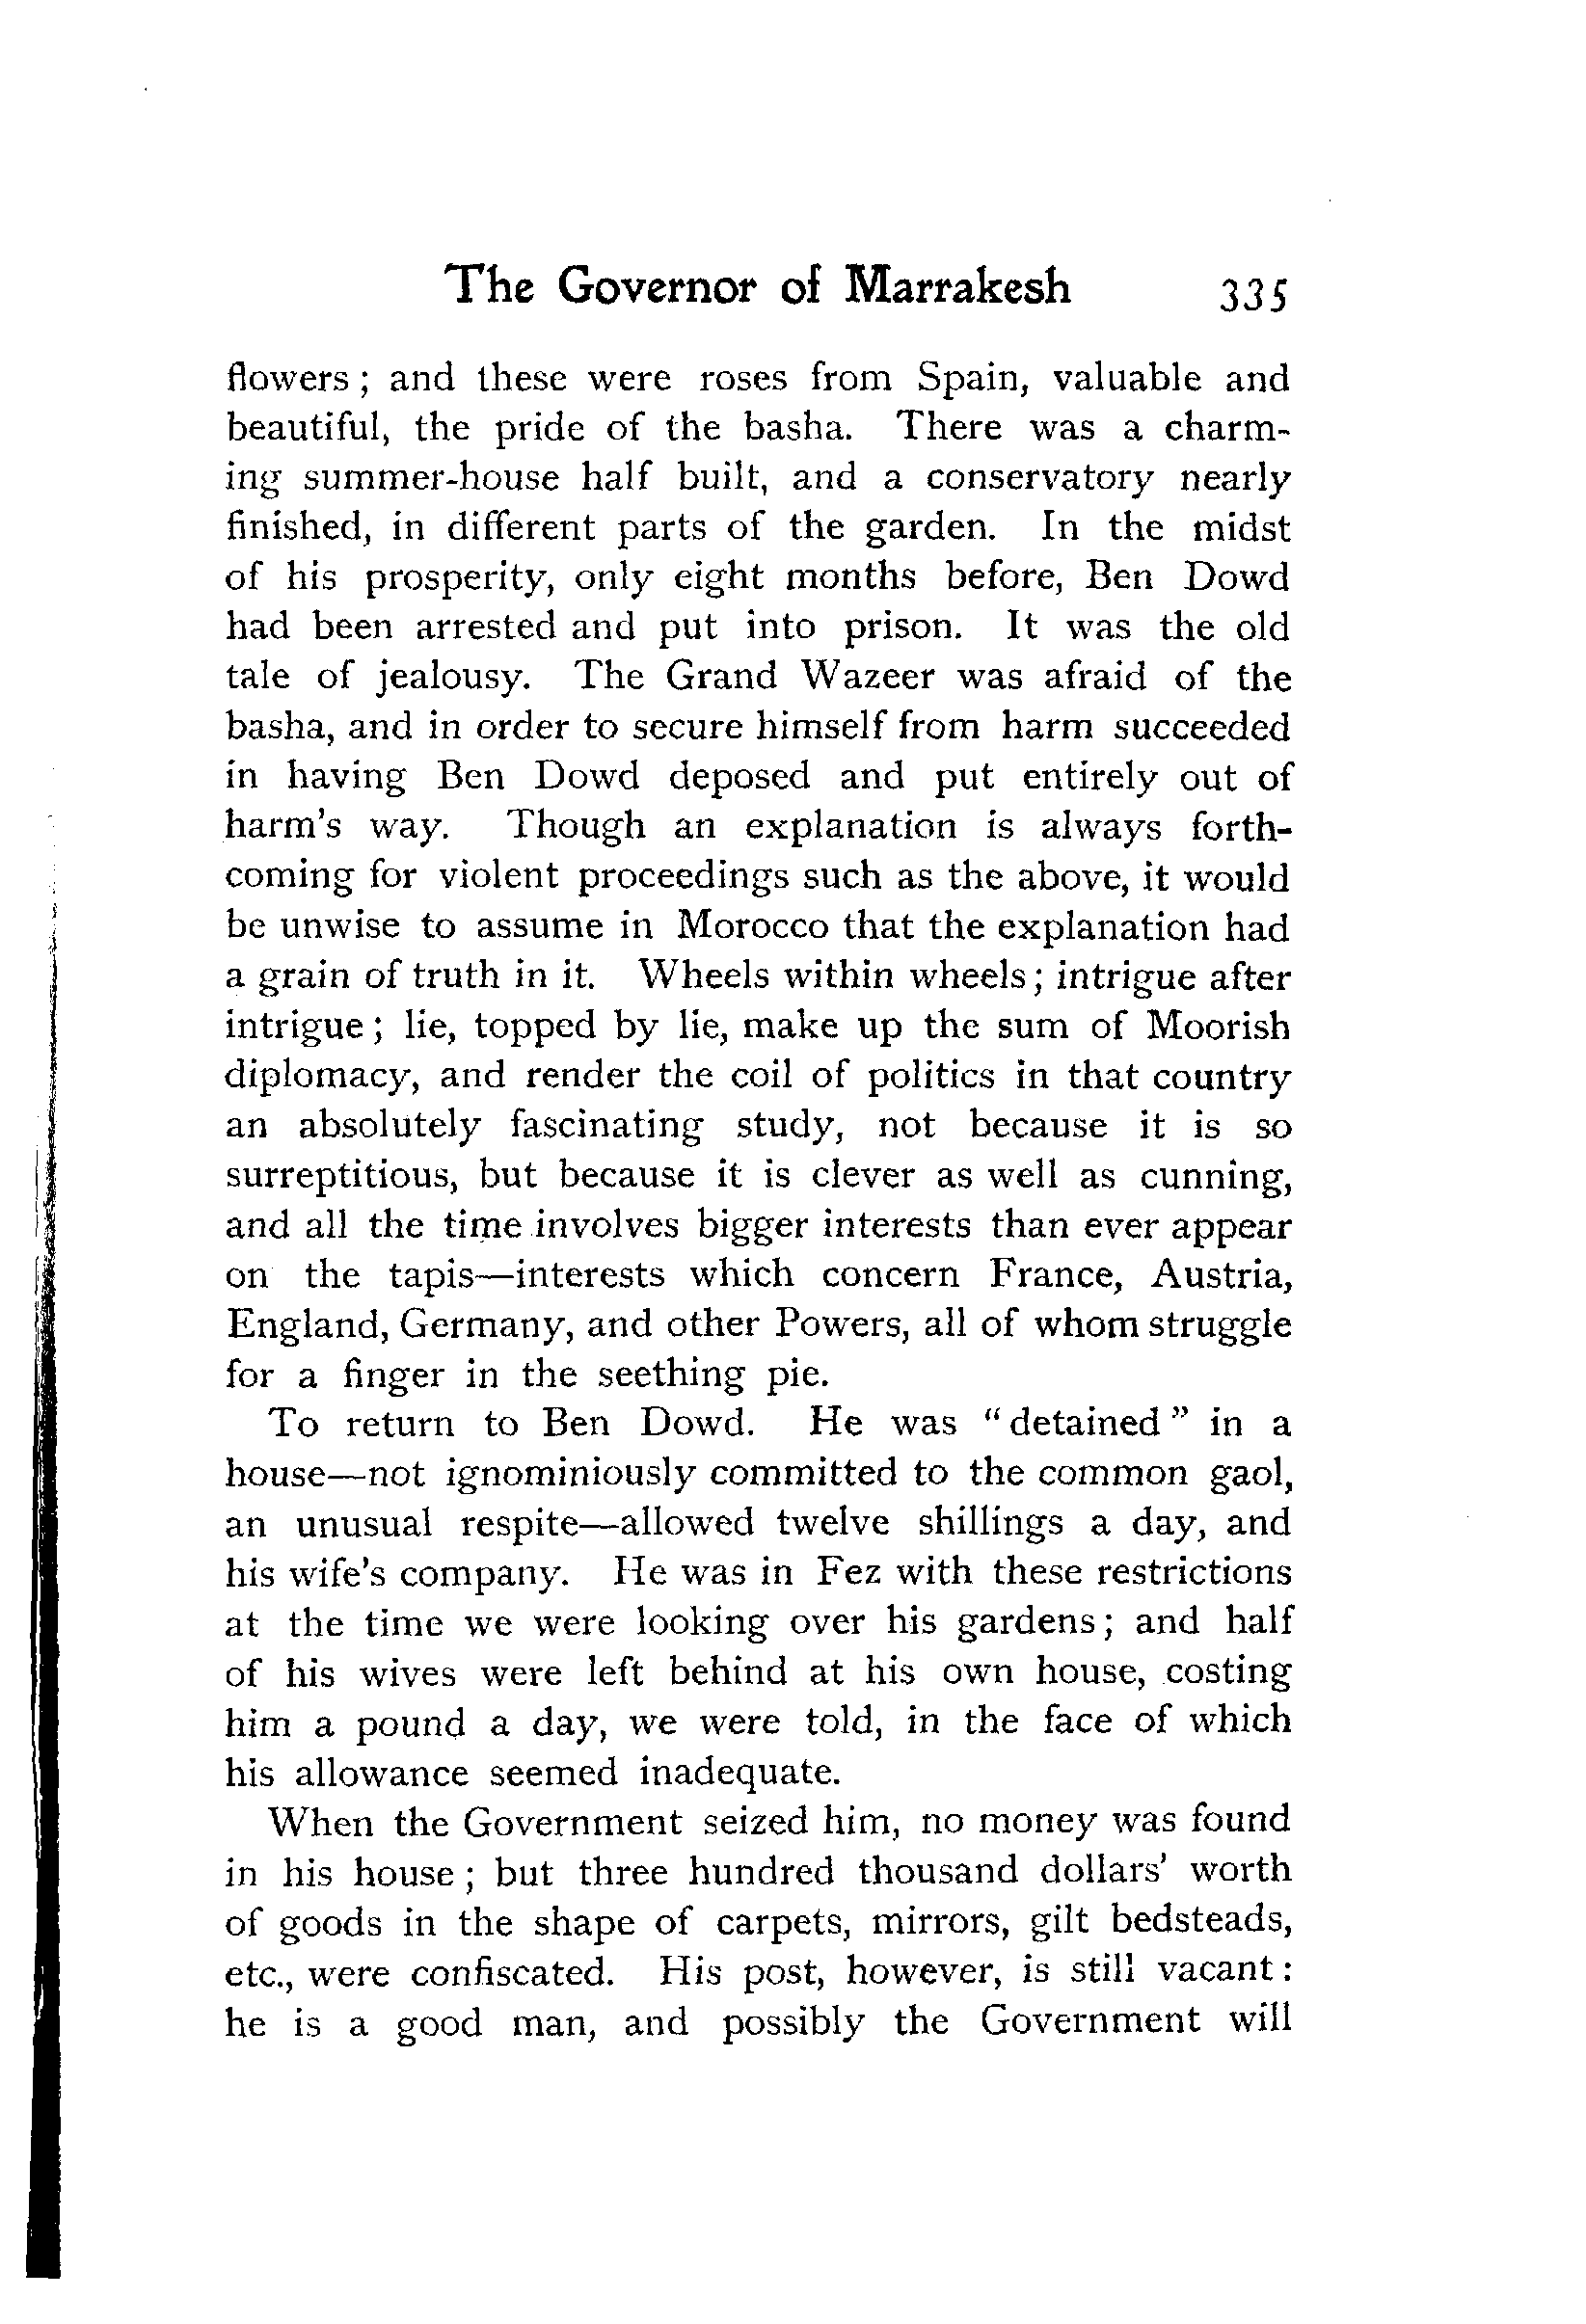 The Governor of Marrakesh 335
flowers ; and these were roses from Spain, valuable and
beautiful, the pride of the basha. There was a charm-
ing summer-house half built, and a conservatory nearly
finished, in different parts of the garden. In the midst
of his prosperity, only eight months before, Ben Dowd
had been arrested and put into prison. It was the old
tale of jealousy. The Grand Wazeer was afraid of the
basha, and in order to secure himself from harm succeeded
in having Ben Dowd deposed and put entirely out of
harm's way. Though an explanation is always forth-
coming for violent proceedings such as the above, it would
be unwise to assume in Morocco that the explanation had
a grain of truth in it. Wheels within wheels ; intrigue after
intrigue ; lie, topped by lie, make up the sum of Moorish
diplomacy, and render the coil of politics in that country
an absolutely fascinating study, not because it is so
surreptitious, but because it is clever as well as cunning,
and all the time involves bigger interests than ever appear
on the tapis—interests which concern France, Austria,
England, Germany, and other Powers, all of whom struggle
for a finger in the seething pie.
To return to Ben Dowd. He was "detained" in a
house—not ignominiously committed to the common gaol,
an unusual respite—allowed twelve shillings a day, and
his wife's company. He was in Fez with these restrictions
at the time we were looking over his gardens ; and half
of his wives were left behind at his own house, costing
him a pound a day, we were told, in the face of which
his allowance seemed inadequate.
When the Government seized him, no money was found
in his house ; but three hundred thousand dollars' worth
of goods in the shape of carpets, mirrors, gilt bedsteads,
etc., were confiscated. His post, however, is still vacant :
he is a good man, and possibly the Government will